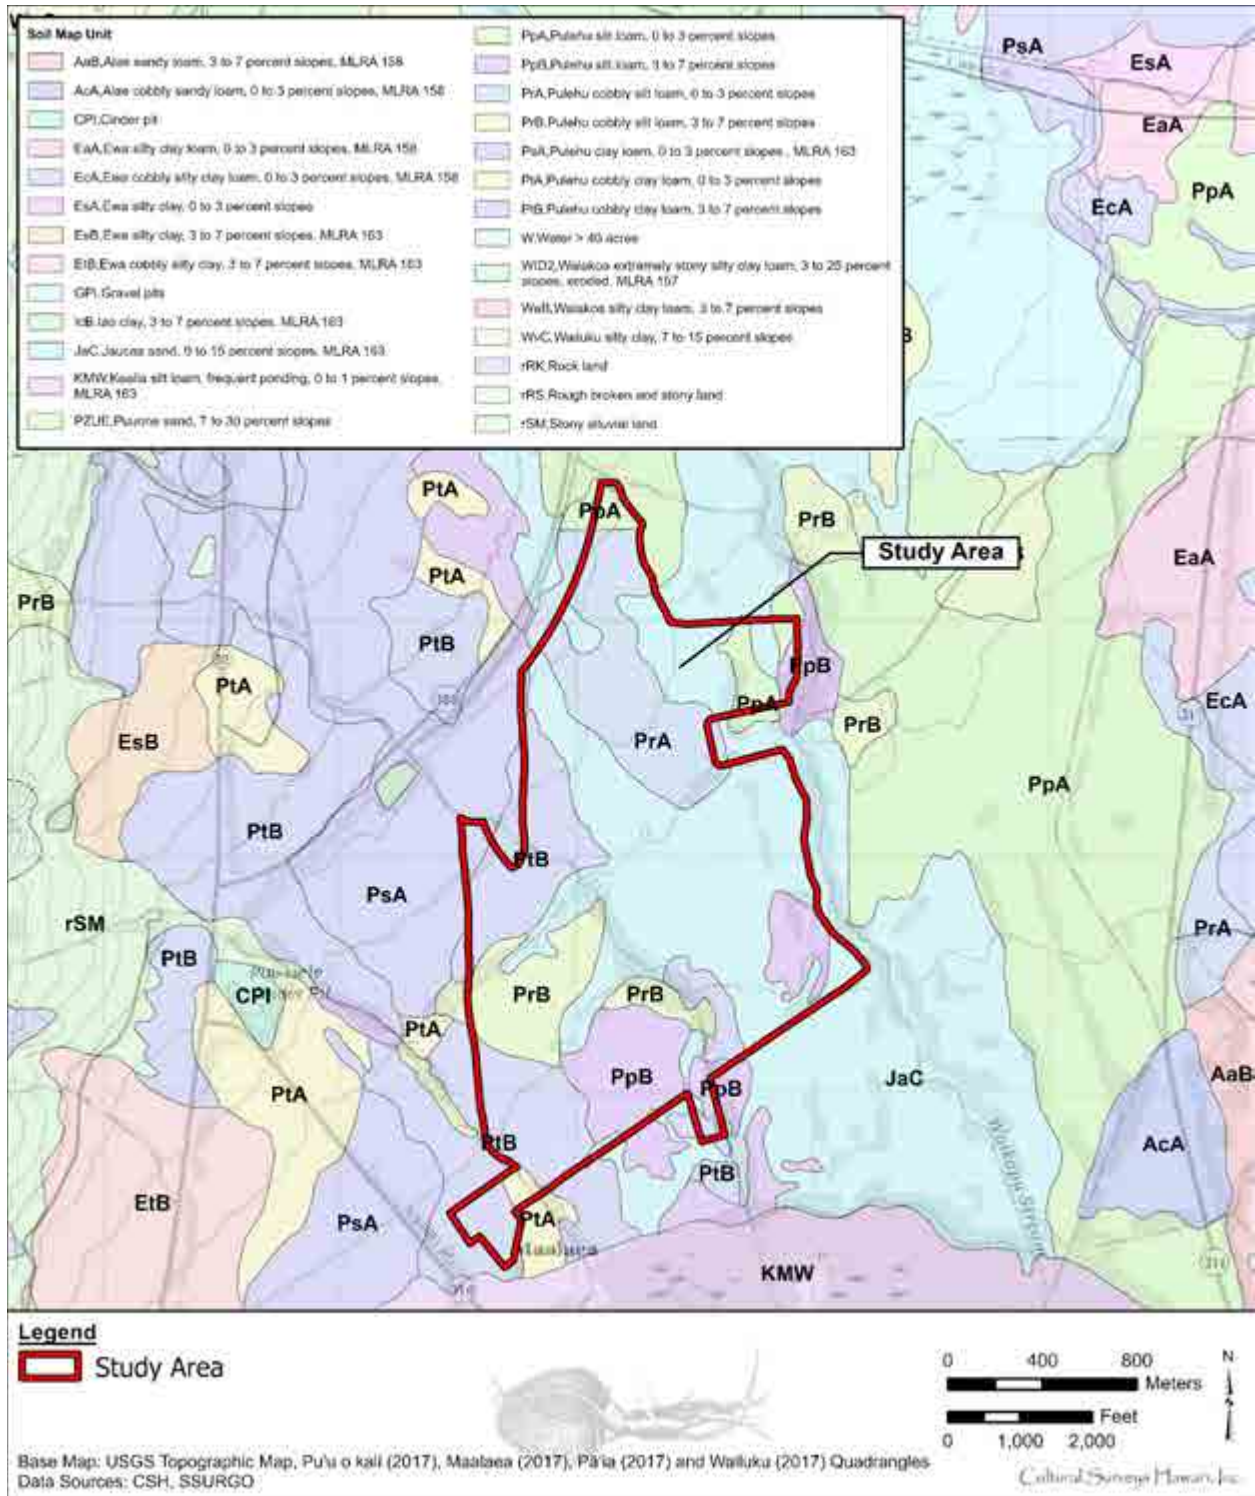 Soil Map Unit
AaB,Alae sandy loam, 3 to 7 percent slopes, MLRA 158
AcA,Alae cobbly sandy loam, 0 to 3 percent slopes, MLRA 158
CPI,Cinder pit
EaA,Ewa silty clay loam, 0 to 3 percent slopes, MLRA 158
EcA,Ewa cobbly silty clay loam, 0 to 3 percent slopes, MLRA 158
EsA,Ewa silty clay, 0 to 3 percent slopes
EsB,Ewa silty clay, 3 to 7 percent slopes, MLRA 163
EtB,Ewa cobbly silty clay, 3 to 7 percent slopes, MLRA 163
GPI,Gravel pits
IcB,Iao clay, 3 to 7 percent slopes, MLRA 163
JaC,Jaucas sand, 0 to 15 percent slopes, MLRA 163
KMW,Kealia silt loam, frequent ponding, 0 to 1 percent slopes,
MLRA 163
PZUE,Puuone sand, 7 to 30 percent slopes
PpA,Pulehu silt loam, 0 to 3 percent slopes
PpB,Pulehu silt loam, 3 to 7 percent slopes
PrA,Pulehu cobbly silt loam, 0 to 3 percent slopes
PrB,Pulehu cobbly silt loam, 3 to 7 percent slopes
PsA,Pulehu clay loam, 0 to 3 percent slopes , MLRA 163
PtA,Pulehu cobbly clay loam, 0 to 3 percent slopes
PtB,Pulehu cobbly clay loam, 3 to 7 percent slopes
W,Water > 40 acres
WID2,Waiakoa extremely stony silty clay loam, 3 to 25 percent
slopes, eroded, MLRA 157
WeB,Waiakoa silty clay loam, 3 to 7 percent slopes
WvC,Wailuku silty clay, 7 to 15 percent slopes
rRK,Rock land
rRS,Rough broken and stony land
rSM,Stony alluvial land
PsA
EsA
EaA
PpA
EcA
B
PtA
PpA
PrB
Study Area
EaA
PtA
PrB
PtB
PpB
PtA
PpA
EcA
EsB
PrA
PrB
PpA
PtB
PtB
PsA
rSM
PrA
PtB
CPI
PrB
PrB
PtA
PpB
PpB
JaC
AaB
PtA
AcA
PtB
PtB
Waikapu Stream
EtB
PsA
PtA
Maalaea
KMW
Legend
Study Area
0 400 800
Meters
Feet
0 1,000 2,000
N
Base Map: USGS Topographic Map, Pu'u o kali (2017), Maalaea (2017), Pā'ia (2017) and Wailuku (2017) Quadrangles
Data Sources: CSH, SSURGO
Cultural Surveys Hawai'i, Inc.